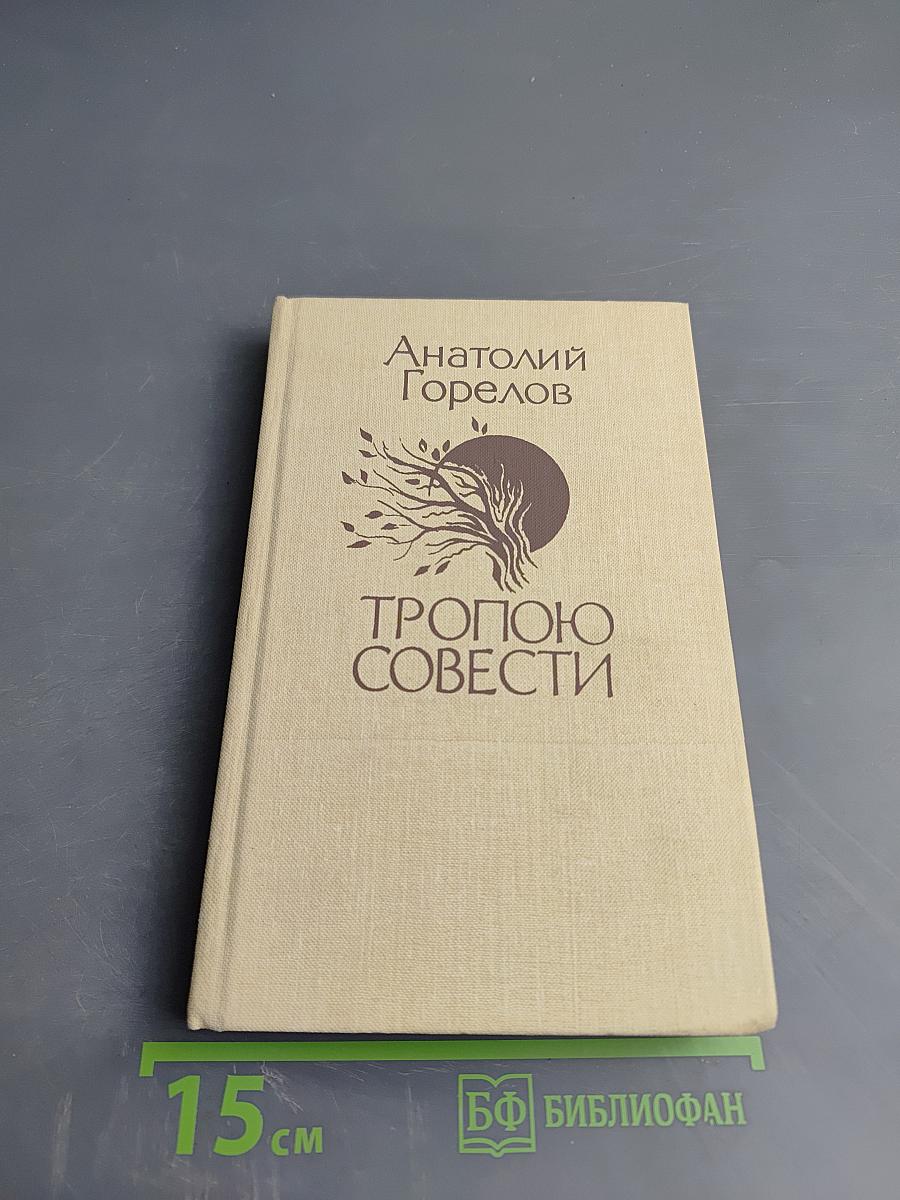 Анатолий
Горелов
ТРОПОЮ
СОВЕСТИ
15 см
БФ БИБЛИОФАН